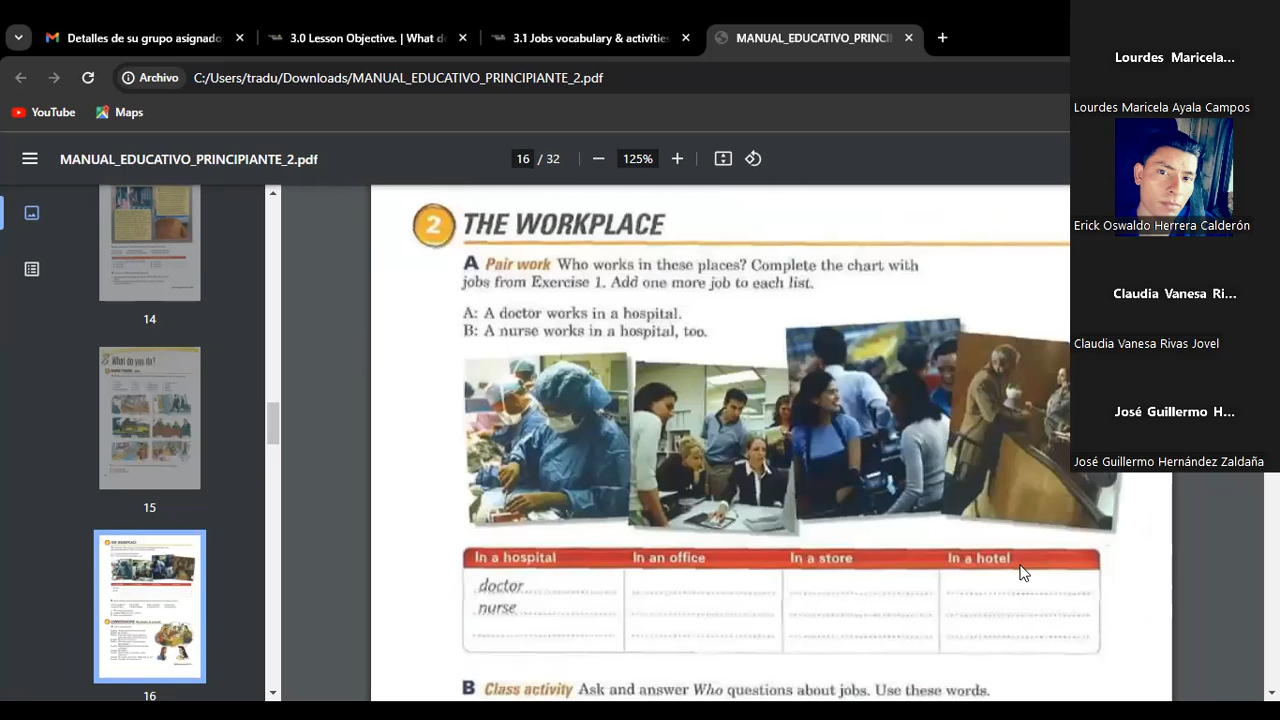 Detalles de su grupo asignado
3.0 Lesson Objective. | What d
3.1 Jobs vocabulary & activities
MANUAL_EDUCATIVO_PRINCI
Archivo
C:/Users/tradu/Downloads/MANUAL_EDUCATIVO_PRINCIPIANTE_2.pdf
YouTube
Maps
MANUAL_EDUCATIVO_PRINCIPIANTE_2.pdf
16 / 32
125%
14
What do you do?
15
16
2 THE WORKPLACE
A Pair work Who works in these places? Complete the chart with
jobs from Exercise 1. Add one more job to each list.
A: A doctor works in a hospital.
B: A nurse works in a hospital, too.
In a hospital In an office In a store In a hotel
doctor
nurse
B Class activity Ask and answer Who questions about jobs. Use these words.
Lourdes Maricela...
Lourdes Maricela Ayala Campos
Erick Oswaldo Herrera Calderón
Claudia Vanesa Ri...
Claudia Vanesa Rivas Jovel
José Guillermo H...
José Guillermo Hernández Zaldaña